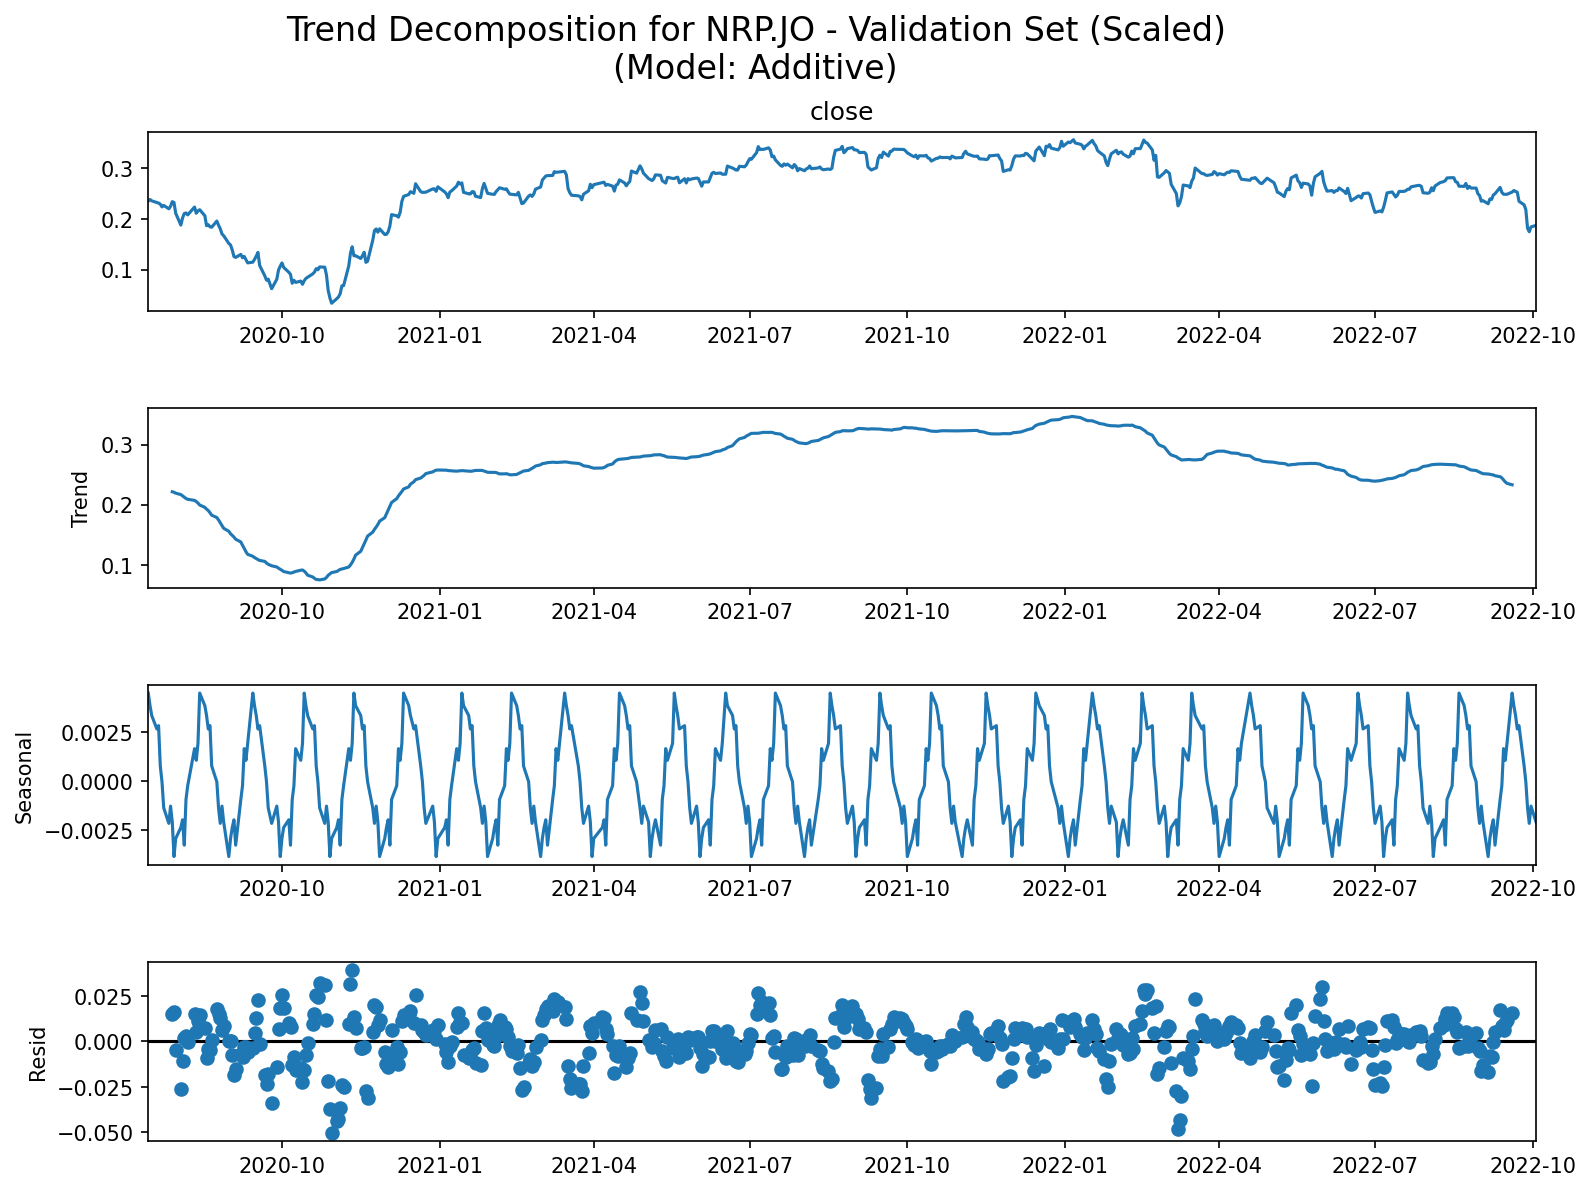 Trend Decomposition for NRP.JO - Validation Set (Scaled)
(Model: Additive)
close
0.3
0.2
0.1
2020-10 2021-01 2021-04 2021-07 2021-10 2022-01 2022-04 2022-07 2022-10
Trend
0.3
0.2
0.1
2020-10 2021-01 2021-04 2021-07 2021-10 2022-01 2022-04 2022-07 2022-10
Seasonal
0.0025
0.0000
−0.0025
2020-10 2021-01 2021-04 2021-07 2021-10 2022-01 2022-04 2022-07 2022-10
Resid
0.025
0.000
−0.025
−0.050
2020-10 2021-01 2021-04 2021-07 2021-10 2022-01 2022-04 2022-07 2022-10